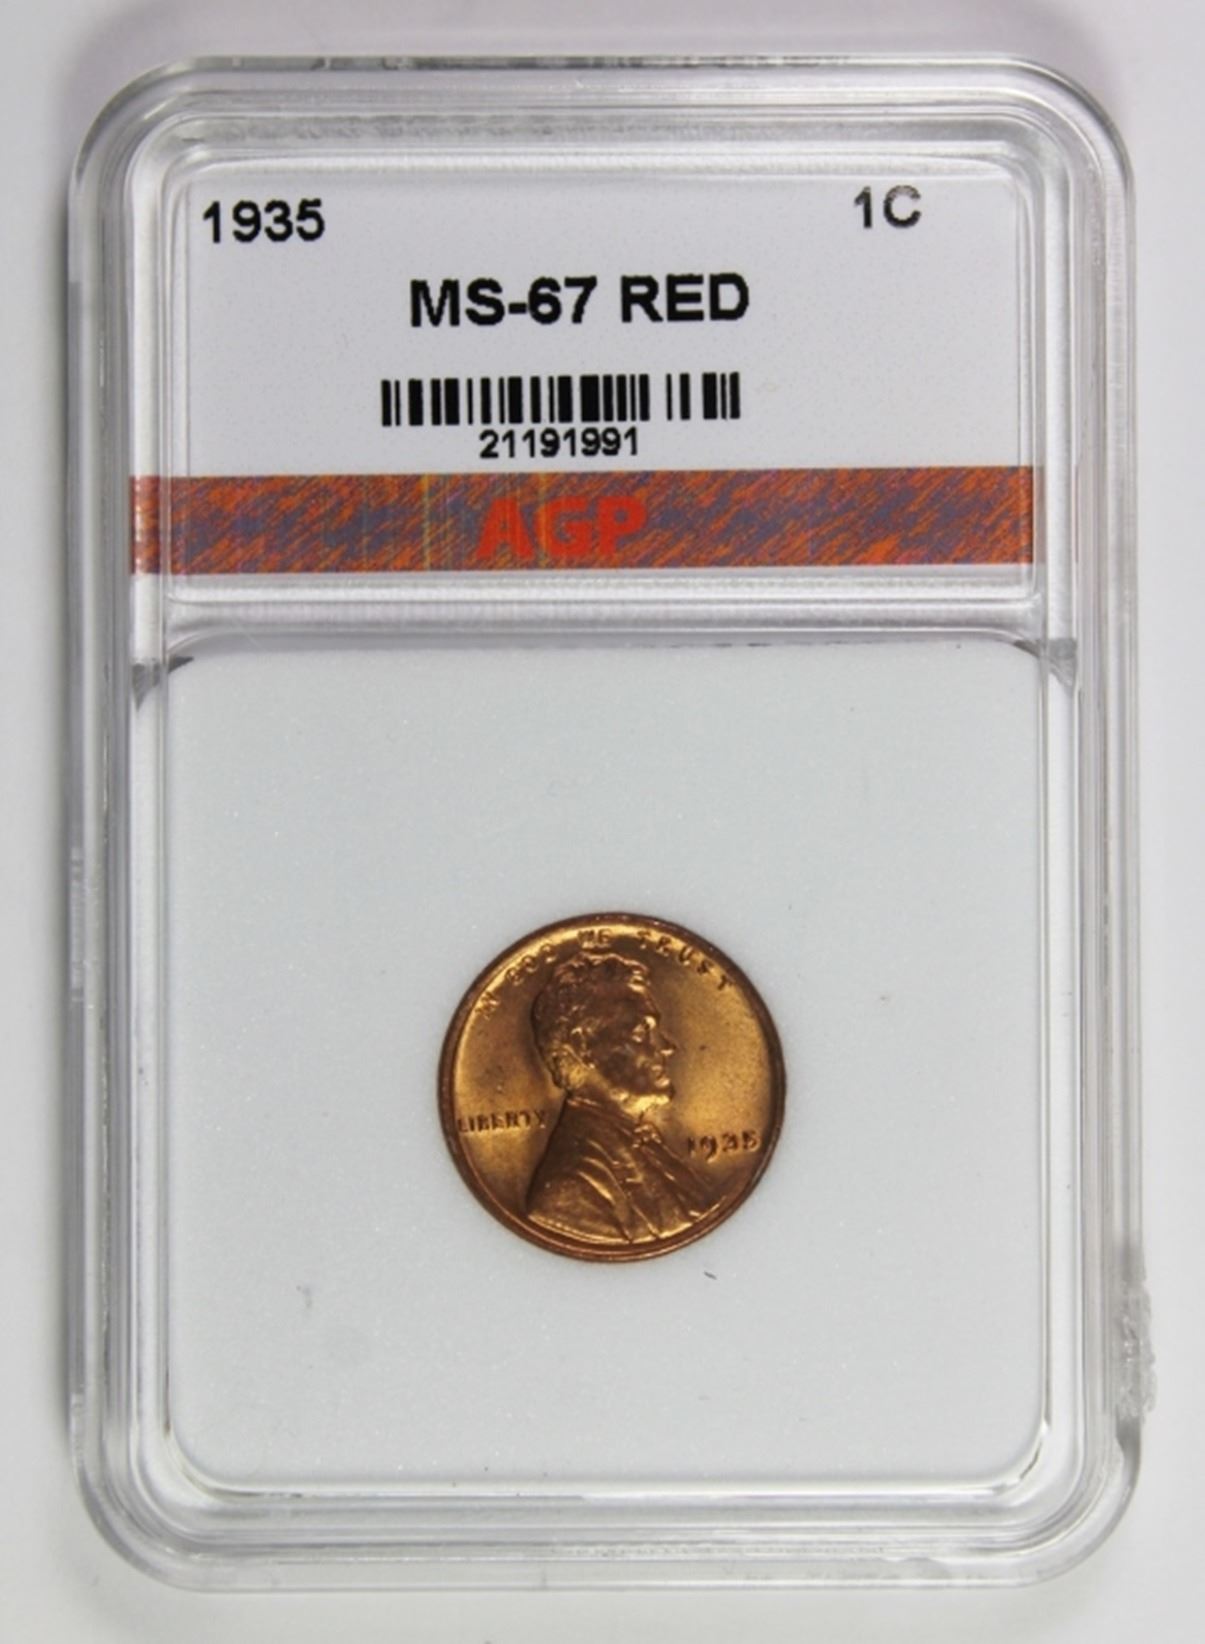 1935 1C
MS-67 RED
21191991
AGP
IN GOD WE TRUST
LIBERTY 1935